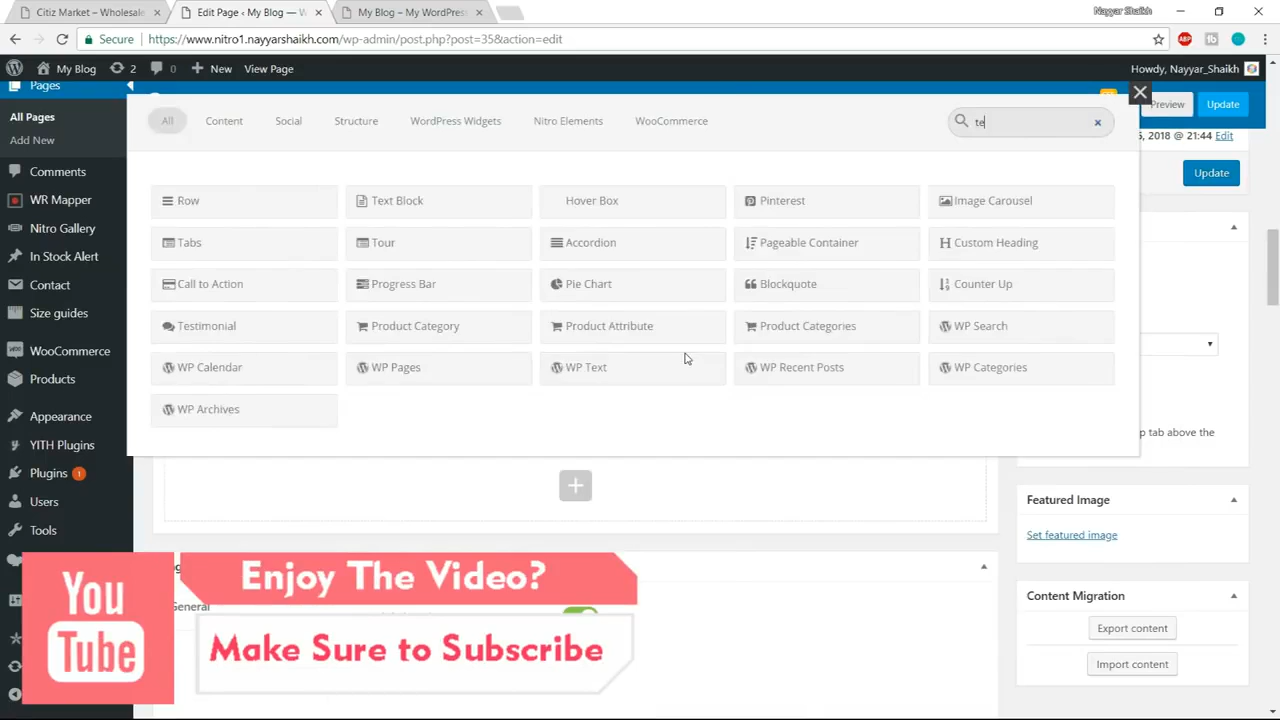 Citiz Market – Wholesale
Edit Page ‹ My Blog —
My Blog – My WordPress
Nayyar Shaikh
Secure
https://www.nitro1.nayyarshaikh.com/wp-admin/post.php?post=35&action=edit
ABP
My Blog
2
0
New
View Page
Howdy, Nayyar_Shaikh
Pages
All Pages
Add New
Comments
WR Mapper
Nitro Gallery
In Stock Alert
Contact
Size guides
WooCommerce
Products
Appearance
YITH Plugins
Plugins 1
Users
Tools
All
Content
Social
Structure
WordPress Widgets
Nitro Elements
WooCommerce
te
Row
Text Block
Hover Box
Pinterest
Image Carousel
Tabs
Tour
Accordion
Pageable Container
Custom Heading
Call to Action
Progress Bar
Pie Chart
Blockquote
Counter Up
Testimonial
Product Category
Product Attribute
Product Categories
WP Search
WP Calendar
WP Pages
WP Text
WP Recent Posts
WP Categories
WP Archives
Preview
Update
5, 2018 @ 21:44 Edit
Update
p tab above the
Featured Image
Set featured image
Content Migration
Export content
Import content
General
You
Tube
Enjoy The Video?
Make Sure to Subscribe